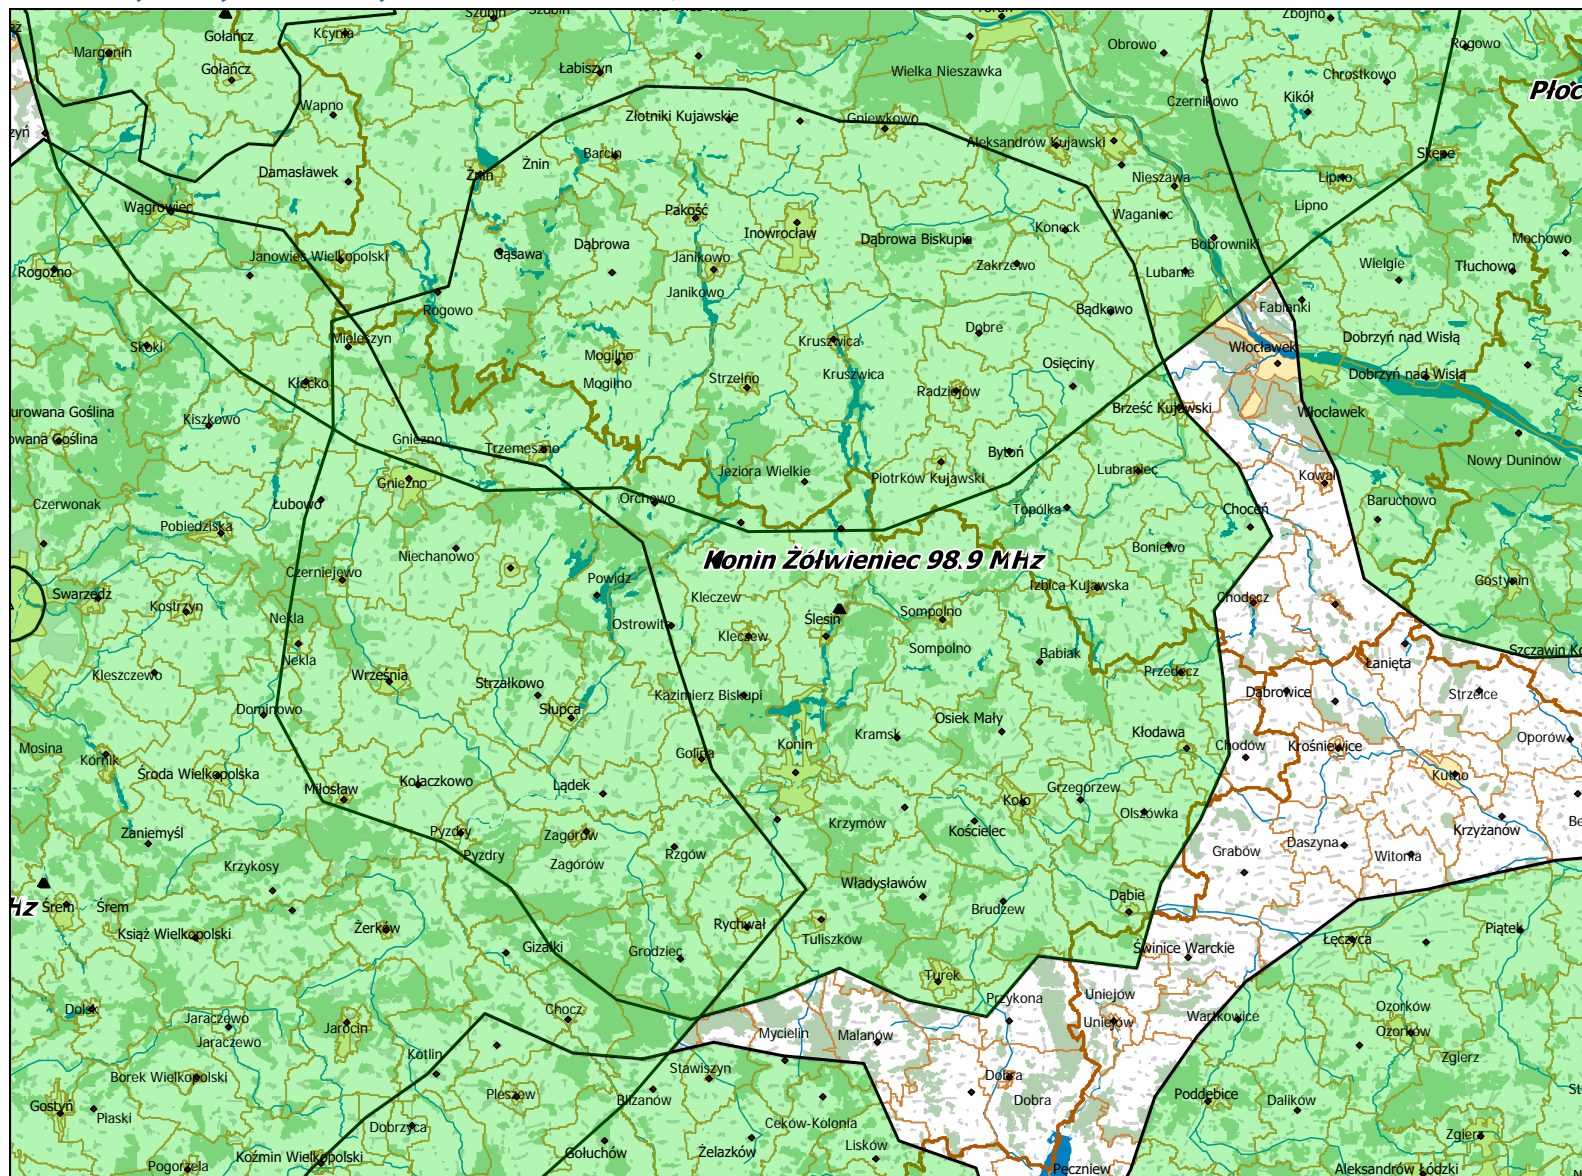 Szubin
Gołańcz
Kcynia
Zbójno
Margonin
Obrowo
Rogowo
Gołańcz
Łabiszyn
Wielka Nieszawka
Chrostkowo
Wapno
Czernikowo
Kikół
Złotniki Kujawskie
Gniewkowo
Aleksandrów Kujawski
Barcin
Żnin
Żnin
Skępe
Damasławek
Nieszawa
Lipno
Wągrowiec
Pakość
Waganiec
Lipno
Inowrocław
Koneck
Dąbrowa
Dąbrowa Biskupia
Bobrowniki
Mochowo
Janowiec Wielkopolski
Gąsawa
Janikowo
Zakrzewo
Lubanie
Wielgie
Tłuchowo
Rogoźno
Janikowo
Rogowo
Bądkowo
Fabianki
Dobre
Mieleszyn
Kruszwica
Dobrzyń nad Wisłą
Skoki
Mogilno
Osięciny
Włocławek
Kłecko
Mogilno
Strzelno
Kruszwica
Dobrzyń nad Wisłą
Radziejów
Brześć Kujawski
Włocławek
Kiszkowo
Gniezno
Trzemeszno
Bytoń
Nowy Duninów
Gniezno
Jeziora Wielkie
Piotrków Kujawski
Lubraniec
Kowal
Czerwonak
Łubowo
Orchowo
Topólka
Choceń
Baruchowo
Pobiedziska
Niechanowo
Boniewo
Konin Żółwieniec 98.9 MHz
Czerniejewo
Powidz
Izbica Kujawska
Gostynin
Swarzędz
Kostrzyn
Kleczew
Sompolno
Chodecz
Nekla
Ostrowite
Kleczew
Ślesin
Sompolno
Babiak
Nekla
Łanięta
Kleszczewo
Września
Strzałkowo
Kazimierz Biskupi
Przedecz
Dąbrowice
Strzelce
Dominowo
Słupca
Osiek Mały
Kramsk
Kłodawa
Mosina
Kórnik
Golina
Konin
Chodów
Krośniewice
Oporów
Środa Wielkopolska
Kołaczkowo
Lądek
Kutno
Miłosław
Koło
Grzegorzew
Olszówka
Zaniemyśl
Pyzdry
Zagórów
Krzymów
Kościelec
Krzyżanów
Pyzdry
Zagórów
Rzgów
Grabów
Daszyna
Witonia
Krzykosy
Władysławów
Śrem
Śrem
Brudzew
Dąbie
Książ Wielkopolski
Żerków
Rychwał
Tuliszków
Łęczyca
Piątek
Gizałki
Grodziec
Świnice Warckie
Turek
Dolsk
Chocz
Przykona
Uniejów
Ozorków
Jaraczewo
Jarocin
Wartkowice
Uniejów
Jaraczewo
Mycielin
Malanów
Ozorków
Kotlin
Stawiszyn
Zgierz
Borek Wielkopolski
Dobra
Gostyń
Piaski
Pleszew
Blizanów
Dobra
Poddębice
Dalików
Dobrzyca
Ceków-Kolonia
Lisków
Zgierz
Pogorzela
Koźmin Wielkopolski
Gołuchów
Żelazków
Pęczniew
Aleksandrów Łódzki